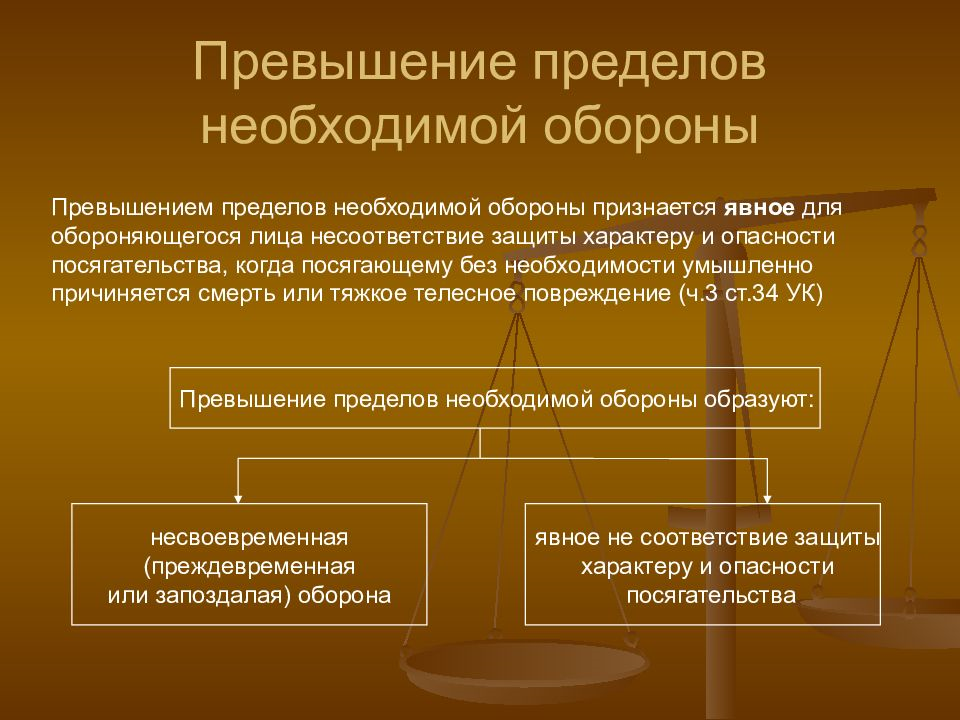 Превышение пределов
необходимой обороны
Превышением пределов необходимой обороны признается явное для
обороняющегося лица несоответствие защиты характеру и опасности
посягательства, когда посягающему без необходимости умышленно
причиняется смерть или тяжкое телесное повреждение (ч.3 ст.34 УК)
Превышение пределов необходимой обороны образуют:
несвоевременная
(преждевременная
или запоздалая) оборона
явное не соответствие защиты
характеру и опасности
посягательства